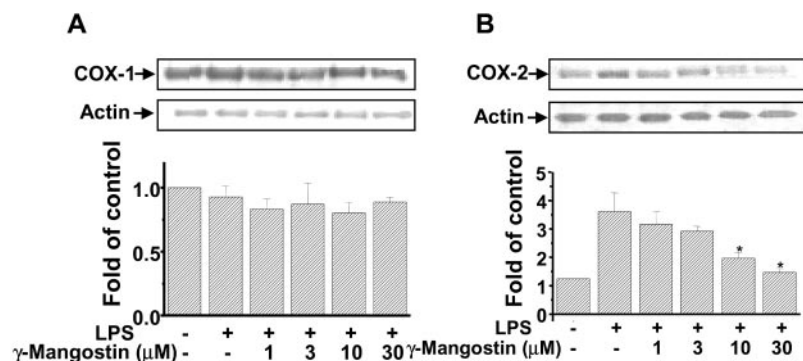 A
COX-1
Actin
Fold of control
1.0
0.5
0.0
LPS - + + + + +
γ-Mangostin (μM) - - 1 3 10 30
B
COX-2
Actin
Fold of control
5
4
3
2
1
0
* *
LPS - + + + + +
γ-Mangostin (μM) - - 1 3 10 30